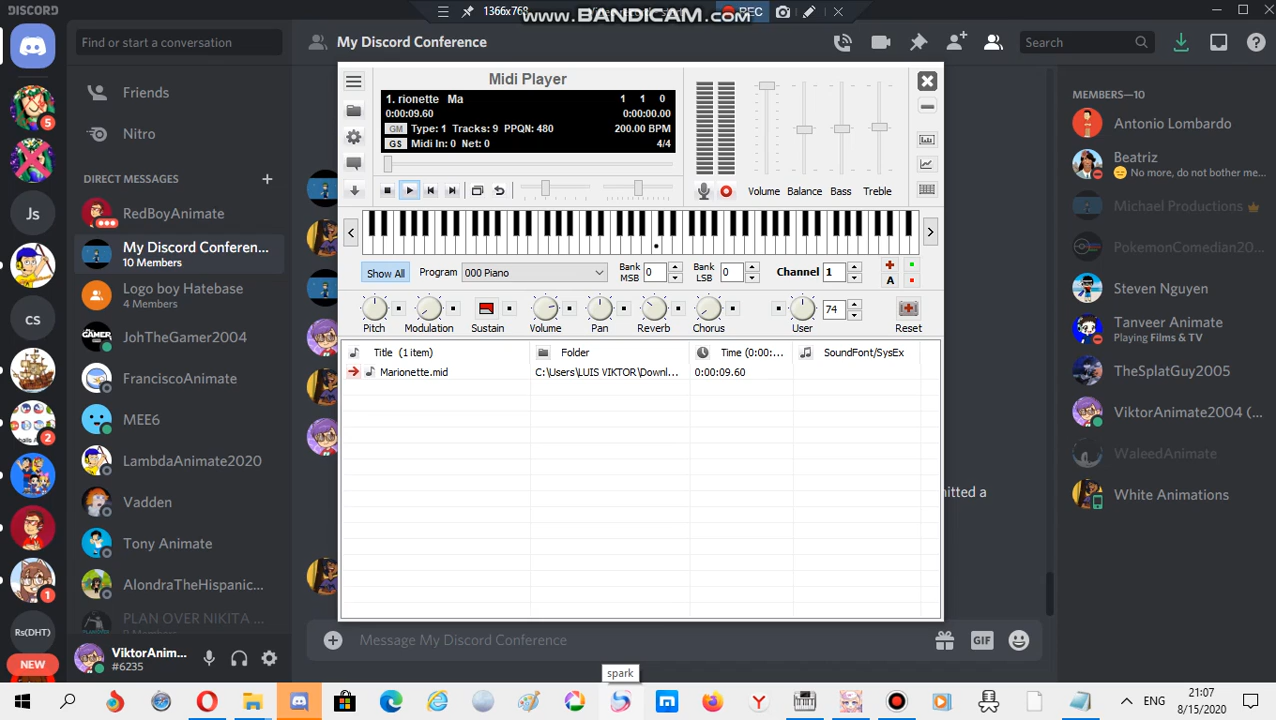 DISCORD
1366x768
www.BANDICAM.com
REC
Find or start a conversation
My Discord Conference
Search
Friends
Nitro
DIRECT MESSAGES
RedBoyAnimate
My Discord Conferen...
10 Members
Logo boy Hatebase
4 Members
JohTheGamer2004
FranciscoAnimate
MEE6
LambdaAnimate2020
Vadden
Tony Animate
AlondraTheHispanic...
PLAN OVER NIKITA
ViktorAnim...
#6235
5
Js
cs
2
1
Rs(DHT)
NEW
Midi Player
1. rionette Ma
1 1 0
0:00:09.60
0:00:00.00
GM Type: 1 Tracks: 9 PPQN: 480
200.00 BPM
GS Midi In: 0 Net: 0
4/4
Volume Balance Bass Treble
Show All
Program
000 Piano
Bank MSB
0
Bank LSB
0
Channel
1
A
Pitch Modulation Sustain Volume Pan Reverb Chorus User 74 Reset
Title (1 item)
Folder
Time (0:00:...
SoundFont/SysEx
Marionette.mid
C:\Users\LUIS VIKTOR\Downl...
0:00:09.60
mitted a
Message My Discord Conference
GIF
spark
MEMBERS—10
Antonio Lombardo
Beatriz
No more, do not bother me...
Michael Productions
PokemonComedian20...
Steven Nguyen
Tanveer Animate
Playing Films & TV
TheSplatGuy2005
ViktorAnimate2004 (...
WaleedAnimate
White Animations
ENG
21:07
8/15/2020